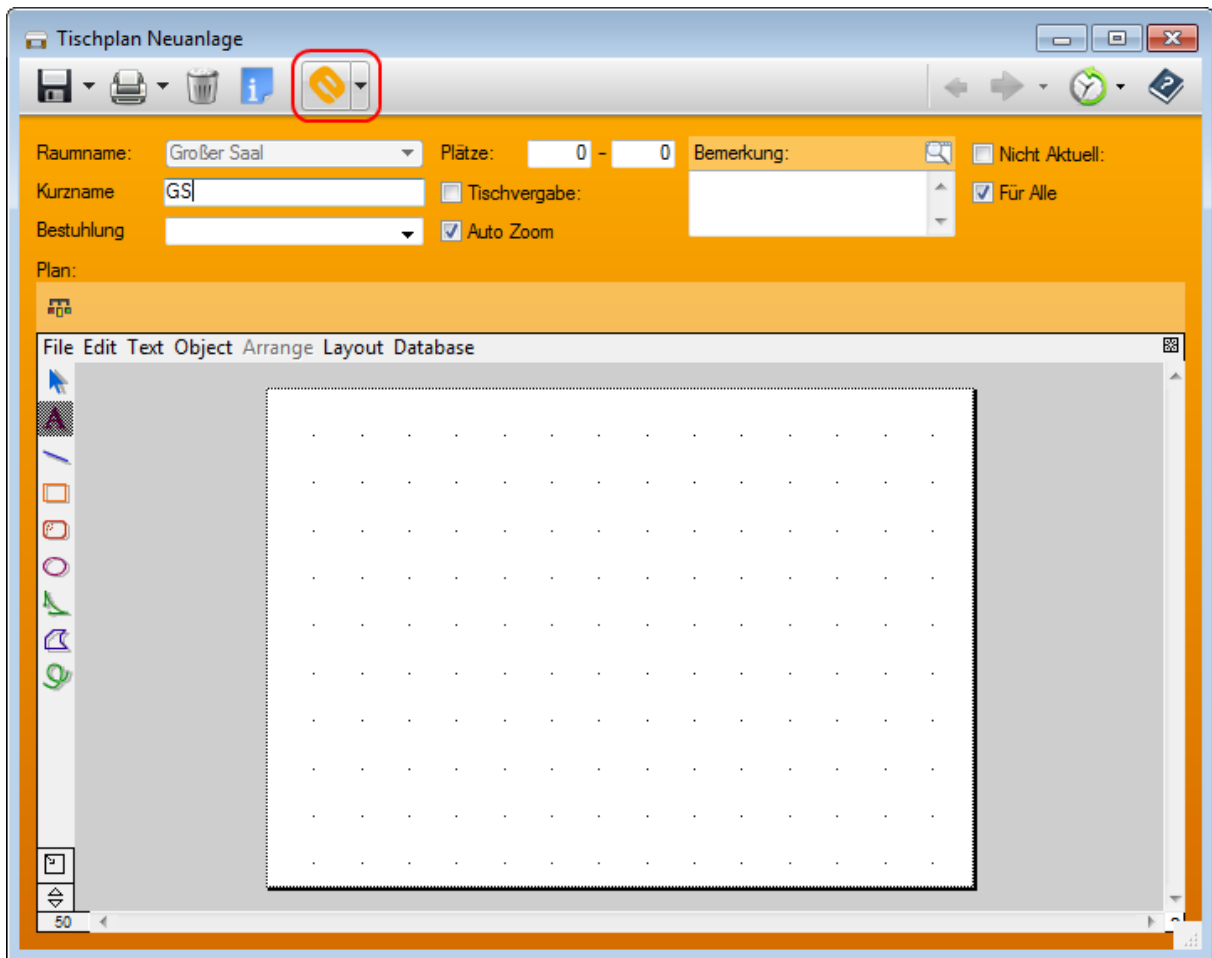 Tischplan Neuanlage
Raumname: Großer Saal Plätze: 0 - 0 Bemerkung: Nicht Aktuell:
Kurzname GS Tischvergabe: Für Alle
Bestuhlung Auto Zoom
Plan:
File Edit Text Object Arrange Layout Database
A
50